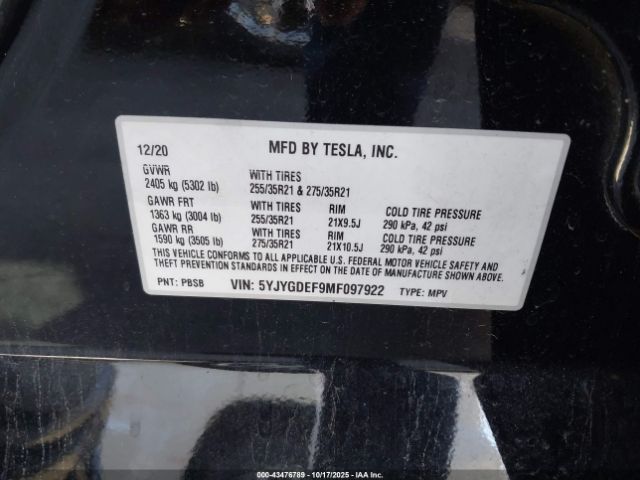 12/20 MFD BY TESLA, INC.
GVWR
2405 kg (5302 lb) WITH TIRES
255/35R21 & 275/35R21
GAWR FRT
1363 kg (3004 lb) WITH TIRES
255/35R21 RIM
21X9.5J COLD TIRE PRESSURE
290 kPa, 42 psi
GAWR RR
1590 kg (3505 lb) WITH TIRES
275/35R21 RIM
21X10.5J COLD TIRE PRESSURE
290 kPa, 42 psi
THIS VEHICLE CONFORMS TO ALL APPLICABLE U.S. FEDERAL MOTOR VEHICLE SAFETY AND
THEFT PREVENTION STANDARDS IN EFFECT ON THE DATE OF MANUFACTURE SHOWN ABOVE.
PNT: PBSB VIN: 5YJYGDEF9MF097922 TYPE: MPV
000-43476789 - 10/17/2025 - IAA Inc.